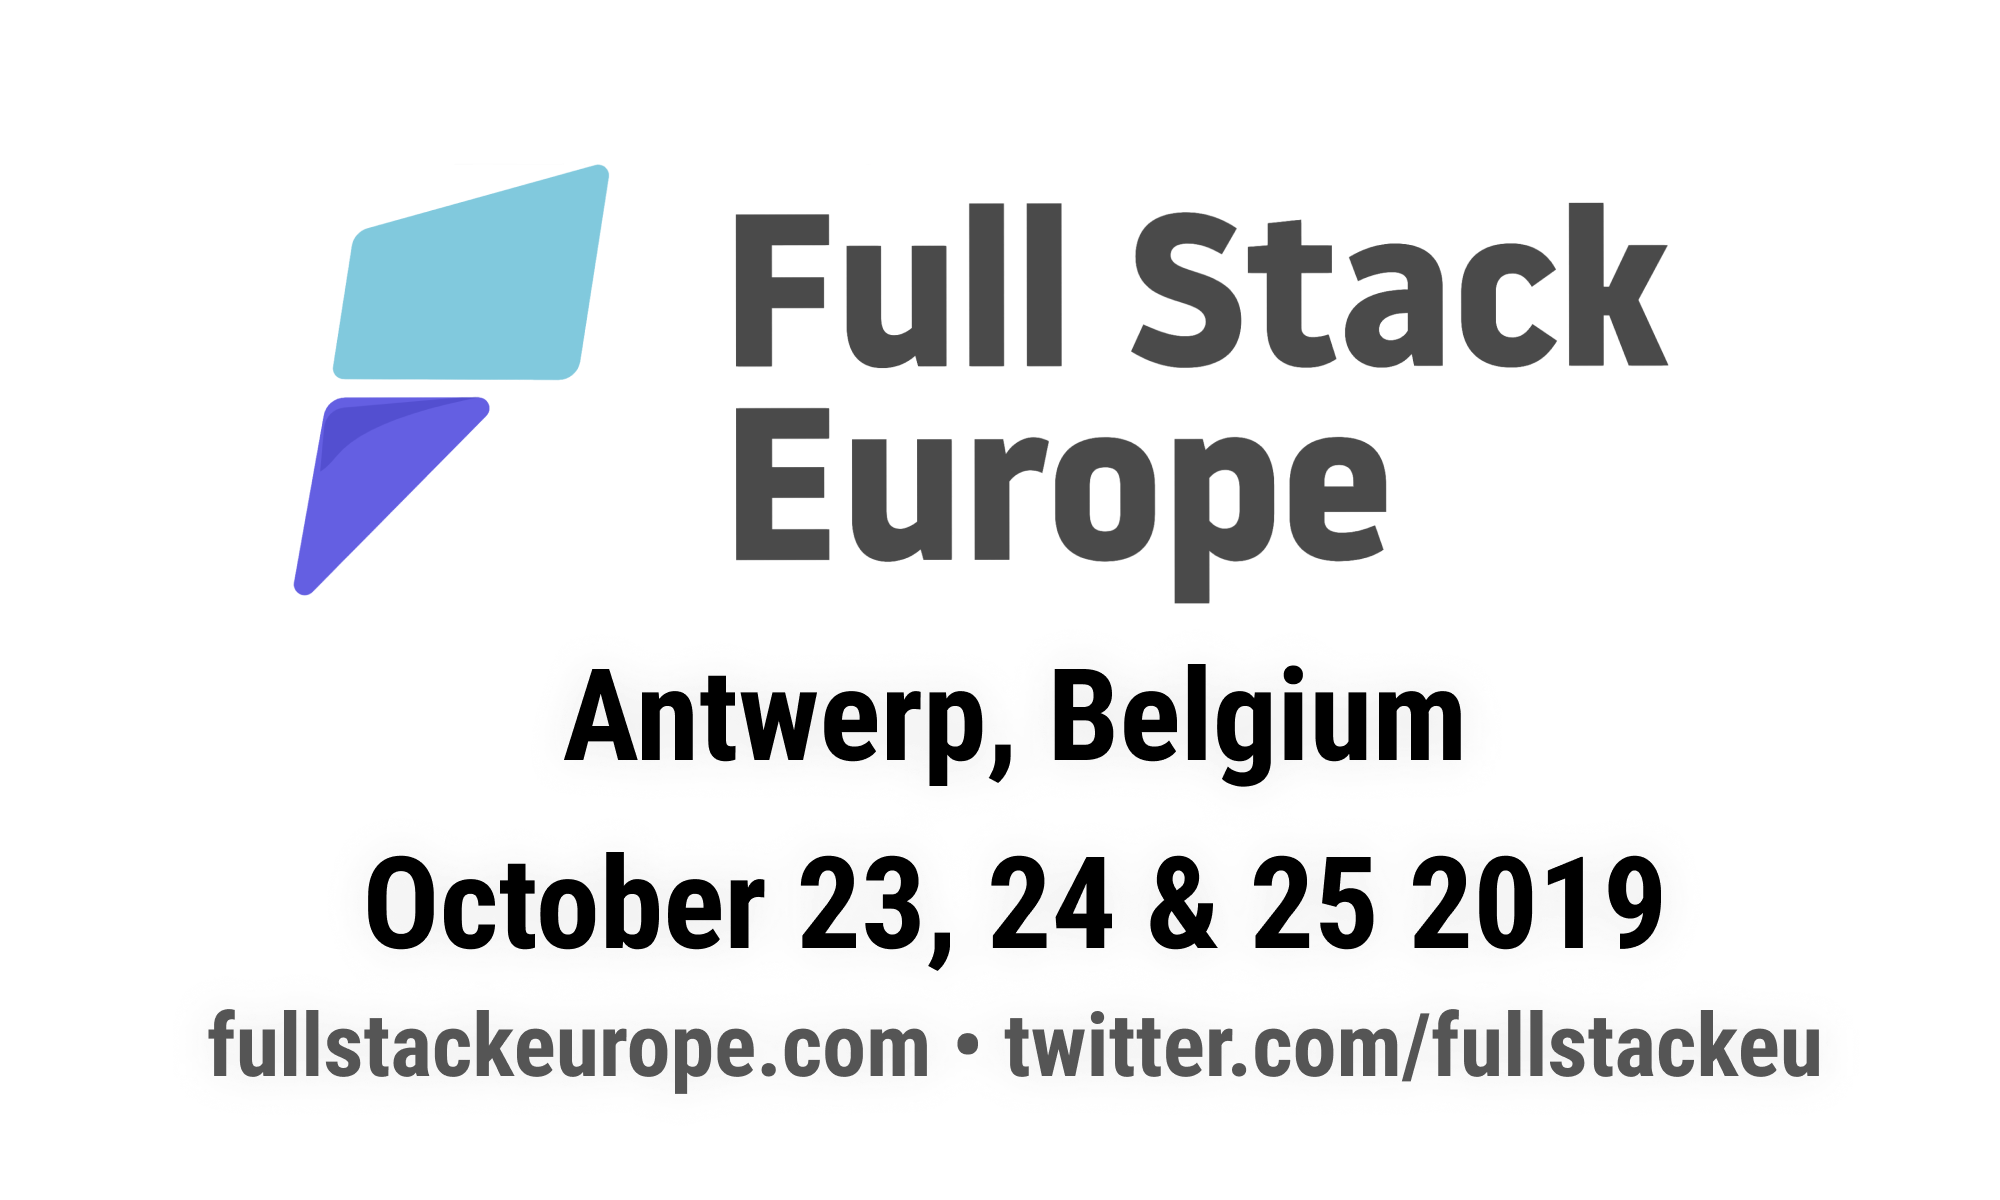 Full Stack
Europe
Antwerp, Belgium
October 23, 24 & 25 2019
fullstackeurope.com • twitter.com/fullstackeu